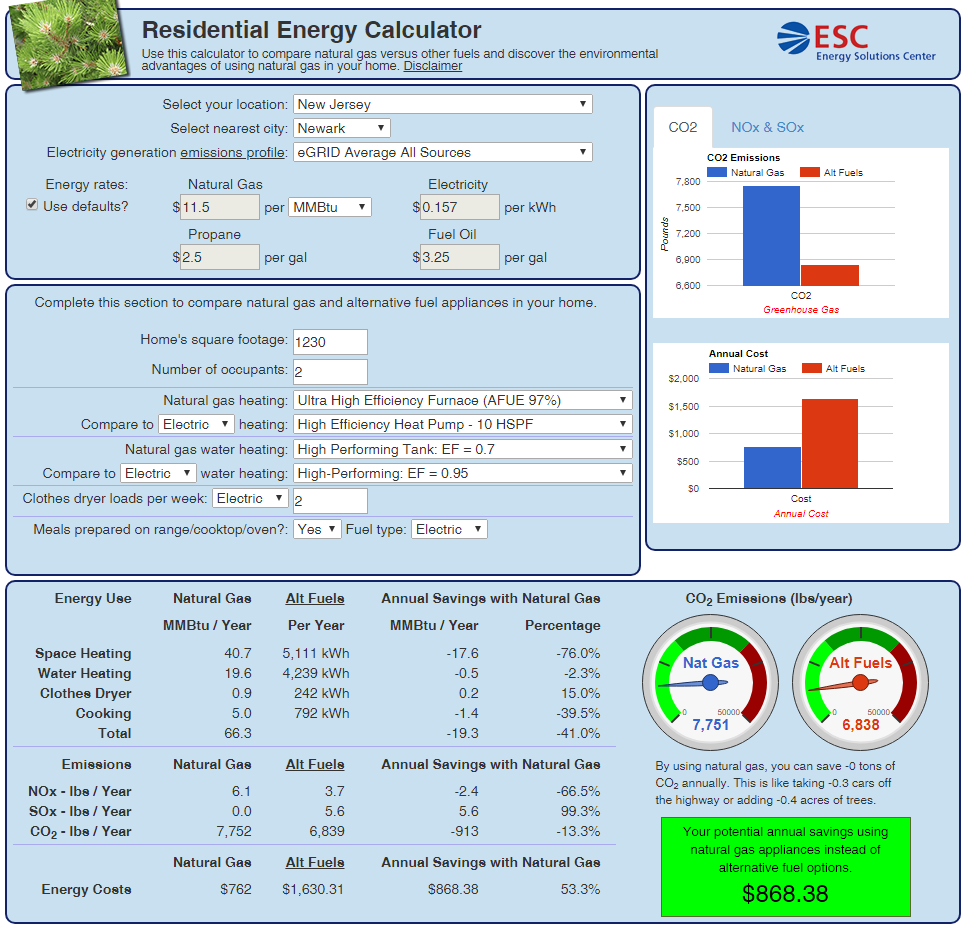 Residential Energy Calculator
Use this calculator to compare natural gas versus other fuels and discover the environmental
advantages of using natural gas in your home. Disclaimer
ESC
Energy Solutions Center
Select your location: New Jersey
Select nearest city: Newark
Electricity generation emissions profile: eGRID Average All Sources
Energy rates: Natural Gas Electricity
Use defaults? $ 11.5 per MMBtu $ 0.157 per kWh
Propane Fuel Oil
$ 2.5 per gal $ 3.25 per gal
Complete this section to compare natural gas and alternative fuel appliances in your home.
Home's square footage: 1230
Number of occupants: 2
Natural gas heating: Ultra High Efficiency Furnace (AFUE 97%)
Compare to Electric heating: High Efficiency Heat Pump - 10 HSPF
Natural gas water heating: High Performing Tank: EF = 0.7
Compare to Electric water heating: High-Performing: EF = 0.95
Clothes dryer loads per week: Electric 2
Meals prepared on range/cooktop/oven?: Yes Fuel type: Electric
CO2 NOx & SOx
CO2 Emissions
Natural Gas Alt Fuels
7,800
7,500
7,200
6,900
6,600
Pounds
CO2
Greenhouse Gas
Annual Cost
Natural Gas Alt Fuels
$2,000
$1,500
$1,000
$500
$0
Cost
Annual Cost
Energy Use Natural Gas Alt Fuels Annual Savings with Natural Gas
MMBtu / Year Per Year MMBtu / Year Percentage
Space Heating 40.7 5,111 kWh -17.6 -76.0%
Water Heating 19.6 4,239 kWh -0.5 -2.3%
Clothes Dryer 0.9 242 kWh 0.2 15.0%
Cooking 5.0 792 kWh -1.4 -39.5%
Total 66.3 -19.3 -41.0%
Emissions Natural Gas Alt Fuels Annual Savings with Natural Gas
NOx - lbs / Year 6.1 3.7 -2.4 -66.5%
SOx - lbs / Year 0.0 5.6 5.6 99.3%
CO2 - lbs / Year 7,752 6,839 -913 -13.3%
Natural Gas Alt Fuels Annual Savings with Natural Gas
Energy Costs $762 $1,630.31 $868.38 53.3%
CO2 Emissions (lbs/year)
Nat Gas
0 50000
7,751
Alt Fuels
0 50000
6,838
By using natural gas, you can save -0 tons of
CO2 annually. This is like taking -0.3 cars off
the highway or adding -0.4 acres of trees.
Your potential annual savings using
natural gas appliances instead of
alternative fuel options.
$868.38